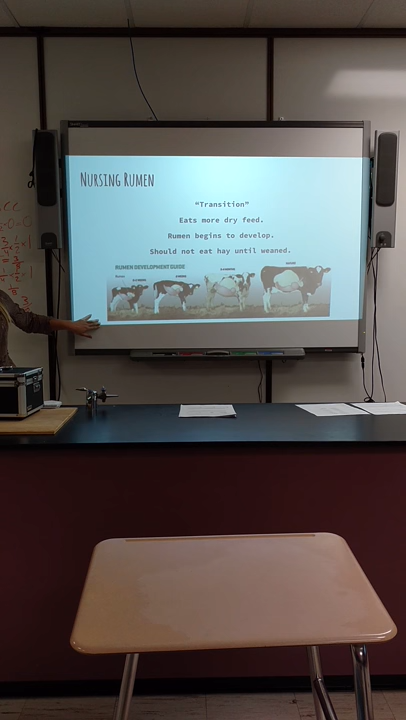 NURSING RUMEN
"Transition"
Eats more dry feed.
Rumen begins to develop.
Should not eat hay until weaned.
RUMEN DEVELOPMENT GUIDE